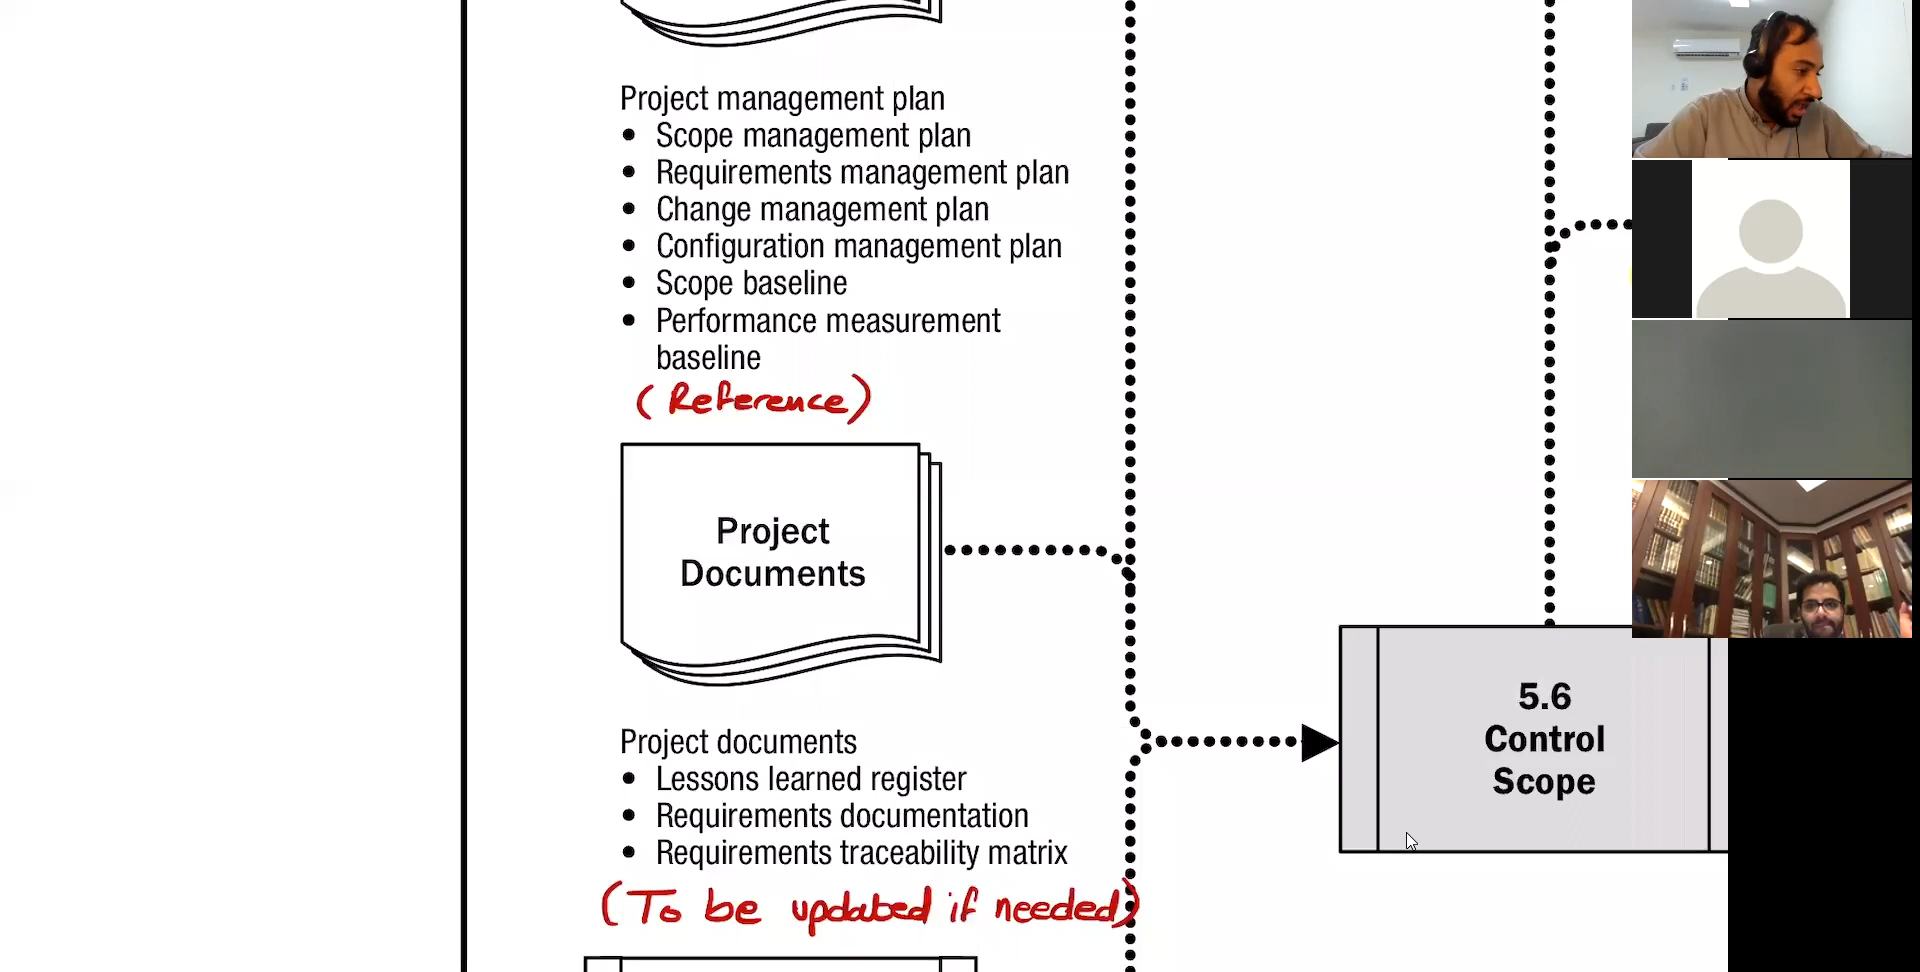 Project management plan
• Scope management plan
• Requirements management plan
• Change management plan
• Configuration management plan
• Scope baseline
• Performance measurement
baseline
(Reference)
Project
Documents
Project documents
• Lessons learned register
• Requirements documentation
• Requirements traceability matrix
(To be updated if needed)
5.6
Control
Scope